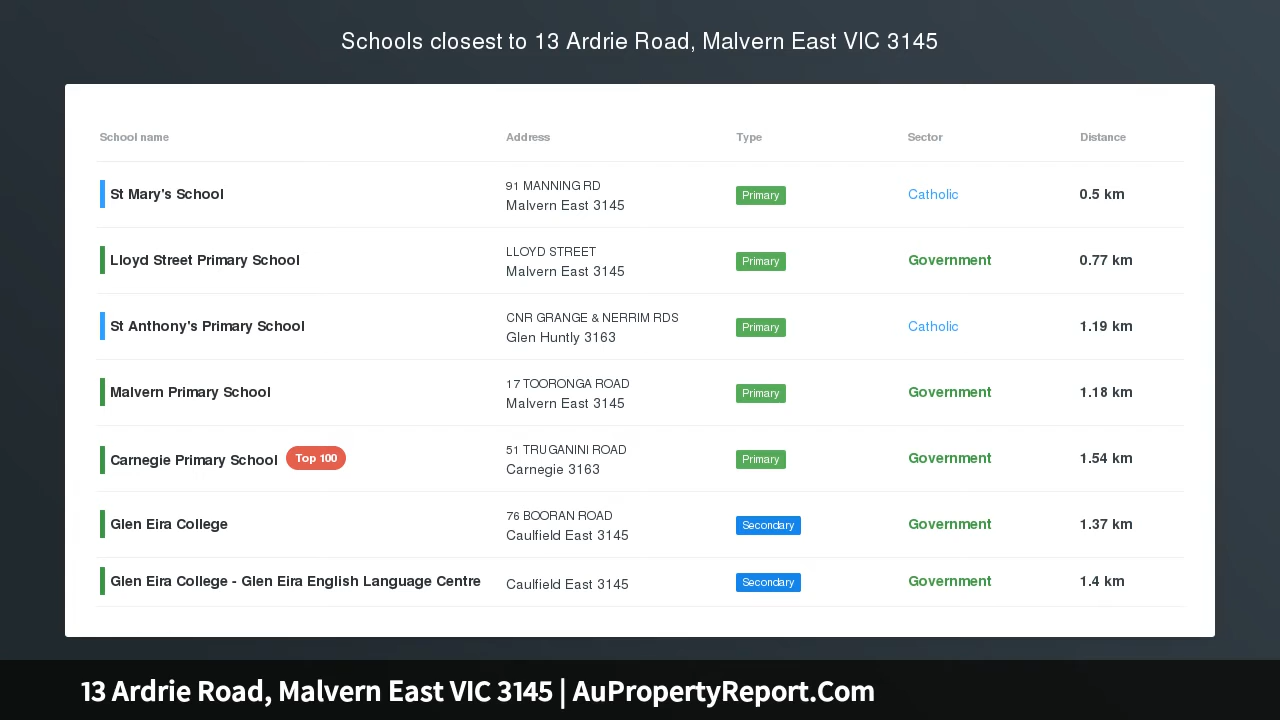 Schools closest to 13 Ardrie Road, Malvern East VIC 3145
School name Address Type Sector Distance
St Mary's School 91 MANNING RD Malvern East 3145 Primary Catholic 0.5 km
Lloyd Street Primary School LLOYD STREET Malvern East 3145 Primary Government 0.77 km
St Anthony's Primary School CNR GRANGE & NERRIM RDS Glen Huntly 3163 Primary Catholic 1.19 km
Malvern Primary School 17 TOORONGA ROAD Malvern East 3145 Primary Government 1.18 km
Carnegie Primary School Top 100 51 TRUGANINI ROAD Carnegie 3163 Primary Government 1.54 km
Glen Eira College 76 BOORAN ROAD Caulfield East 3145 Secondary Government 1.37 km
Glen Eira College - Glen Eira English Language Centre Caulfield East 3145 Secondary Government 1.4 km
13 Ardrie Road, Malvern East VIC 3145 | AuPropertyReport.Com